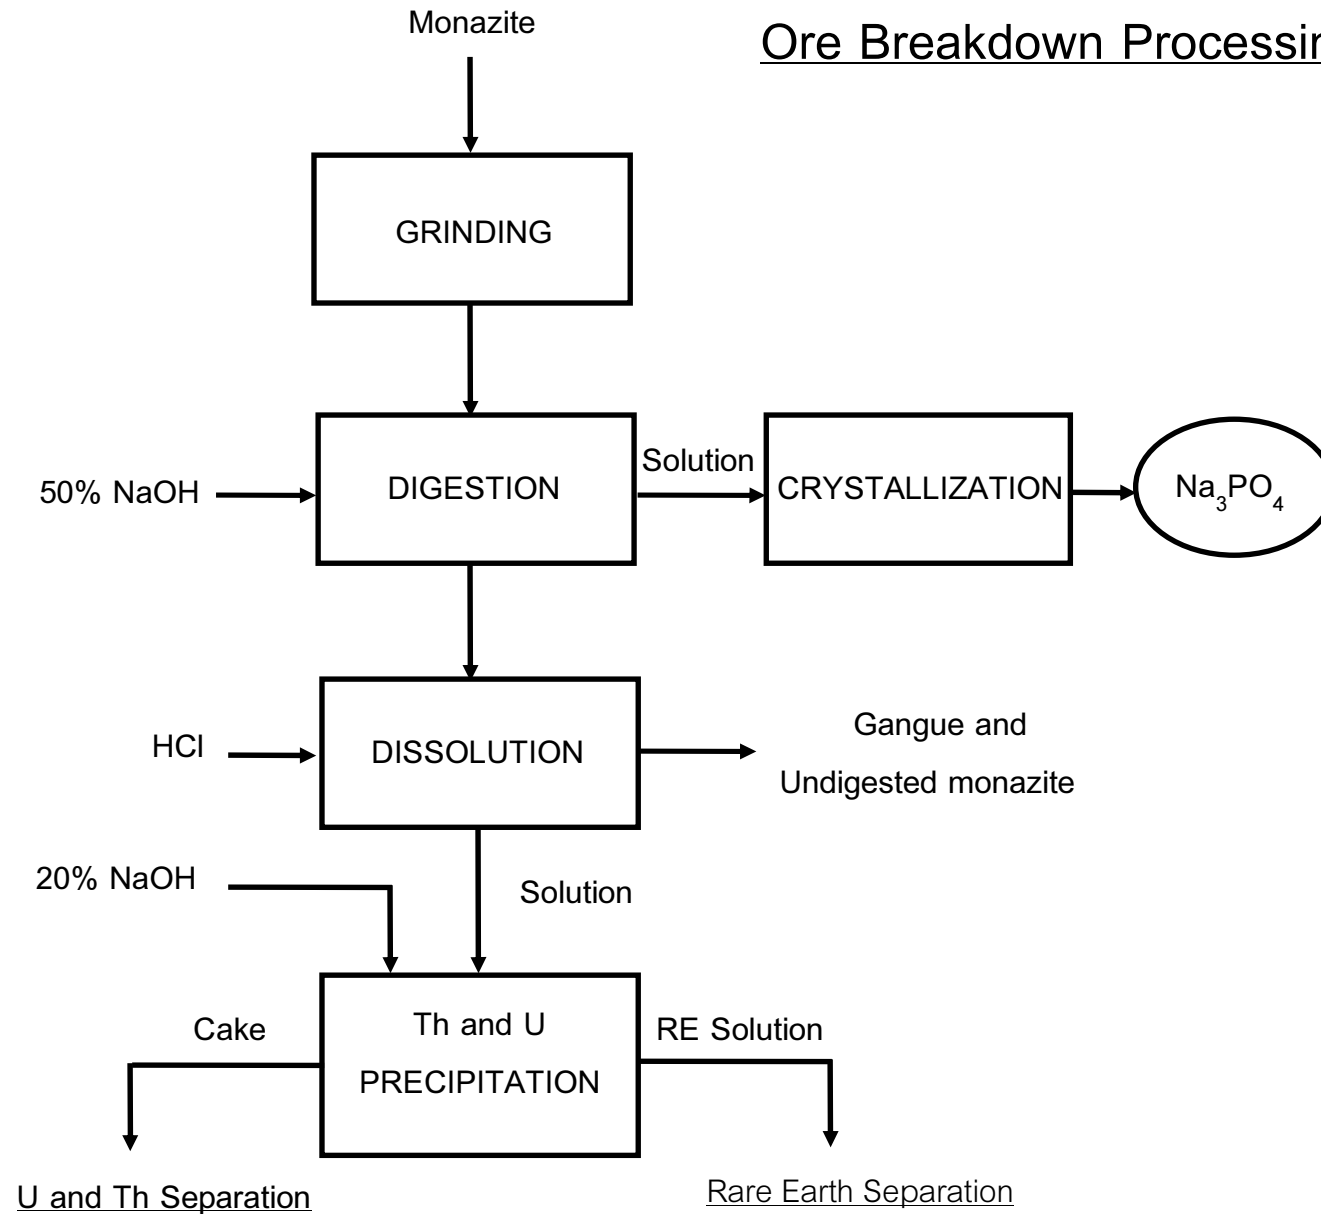 Monazite
Ore Breakdown Processin
GRINDING
50% NaOH
DIGESTION
Solution
CRYSTALLIZATION
Na₃PO₄
HCl
DISSOLUTION
Gangue and
Undigested monazite
20% NaOH
Solution
Cake
Th and U
PRECIPITATION
RE Solution
U and Th Separation
Rare Earth Separation